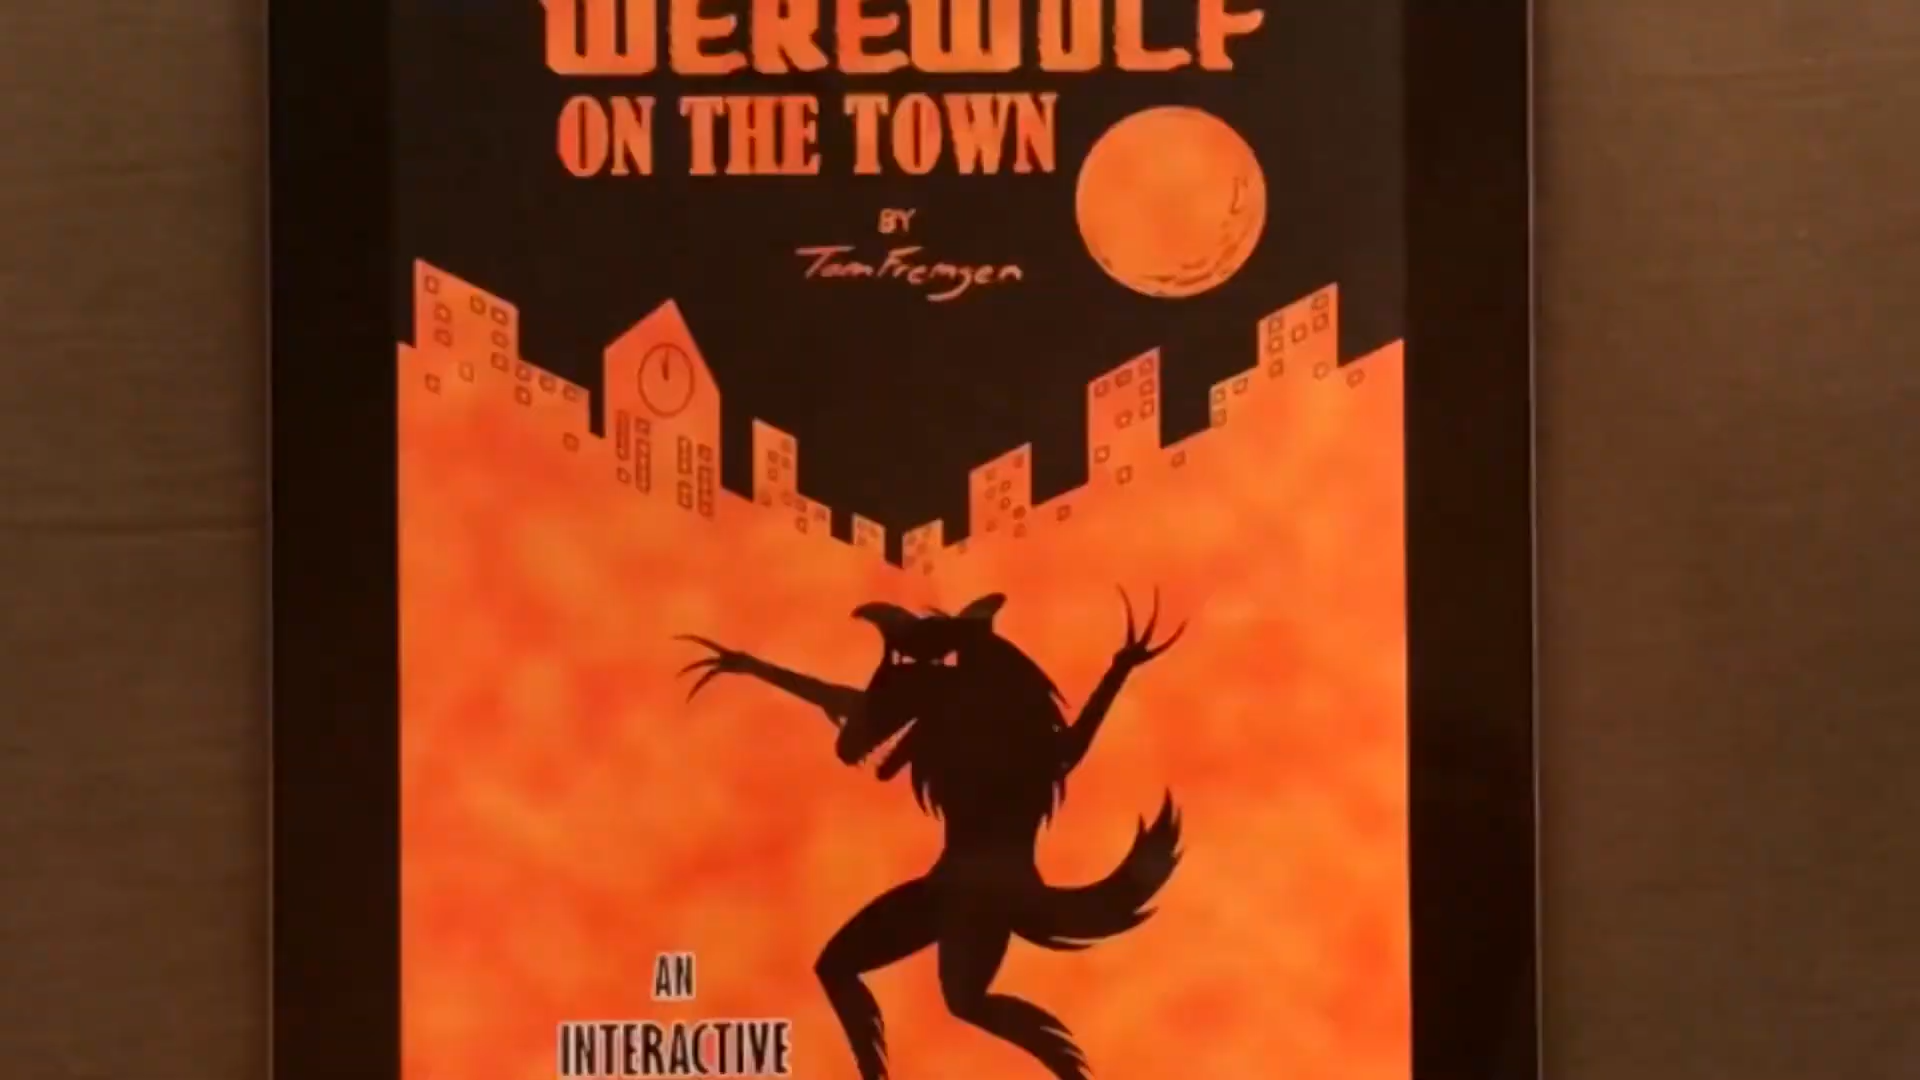 WEREWOLF
ON THE TOWN
BY
Tom Fremgen
AN
INTERACTIVE